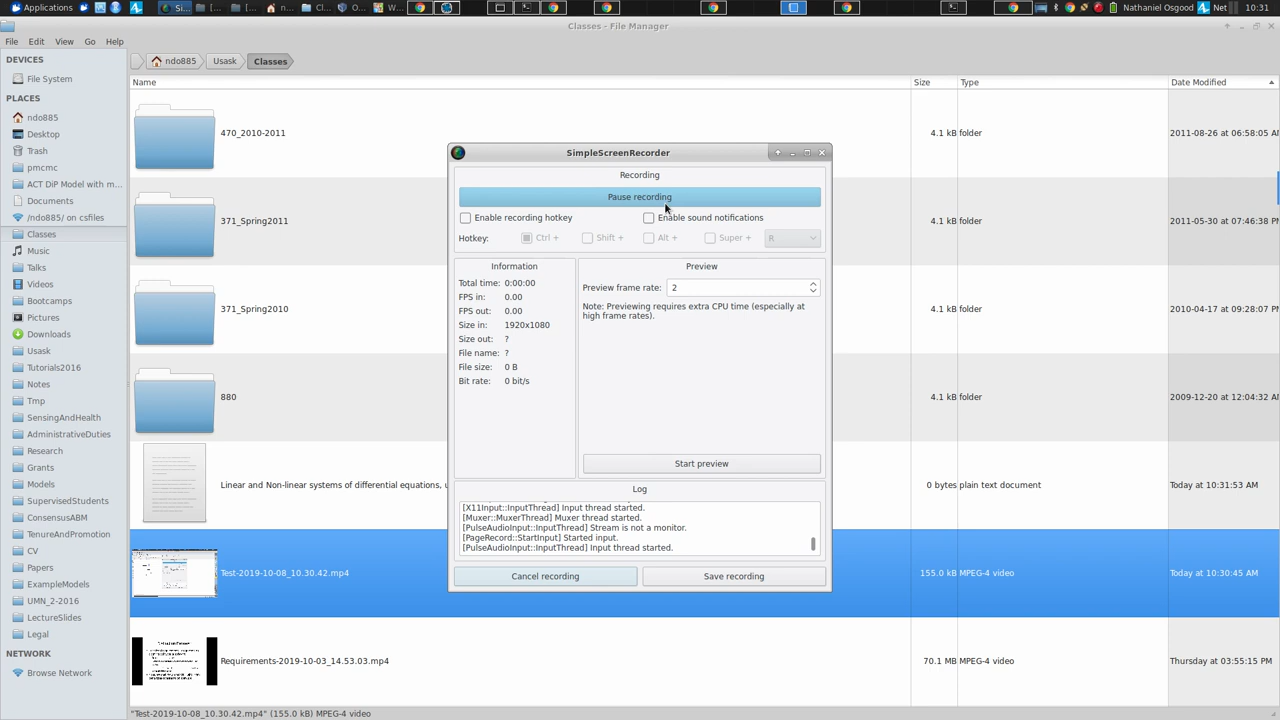 Applications
Si...
[...
[...
n...
Cl...
O...
W...
Nathaniel Osgood
Net
10:31
Classes - File Manager
File Edit View Go Help
DEVICES
File System
PLACES
ndo885
Desktop
Trash
pmcmc
ACT DiP Model with m...
Documents
/ndo885/ on csfiles
Classes
Music
Talks
Videos
Bootcamps
Pictures
Downloads
Usask
Tutorials2016
Notes
Tmp
SensingAndHealth
AdministrativeDuties
Research
Grants
Models
SupervisedStudents
ConsensusABM
TenureAndPromotion
CV
Papers
ExampleModels
UMN_2-2016
LectureSlides
Legal
NETWORK
Browse Network
ndo885 Usask Classes
Name Size Type Date Modified
470_2010-2011 4.1 kB folder 2011-08-26 at 06:58:05 A
371_Spring2011 4.1 kB folder 2011-05-30 at 07:46:38 P
371_Spring2010 4.1 kB folder 2010-04-17 at 09:28:07 P
880 4.1 kB folder 2009-12-20 at 12:04:32 A
Linear and Non-linear systems of differential equations, 0 bytes plain text document Today at 10:31:53 AM
Test-2019-10-08_10.30.42.mp4 155.0 kB MPEG-4 video Today at 10:30:45 AM
Requirements-2019-10-03_14.53.03.mp4 70.1 MB MPEG-4 video Thursday at 03:55:15 PM
SimpleScreenRecorder
Recording
Pause recording
Enable recording hotkey Enable sound notifications
Hotkey: Ctrl + Shift + Alt + Super + R
Information
Total time: 0:00:00
FPS in: 0.00
FPS out: 0.00
Size in: 1920x1080
Size out: ?
File name: ?
File size: 0 B
Bit rate: 0 bit/s
Preview
Preview frame rate: 2
Note: Previewing requires extra CPU time (especially at
high frame rates).
Start preview
Log
[X11Input::InputThread] Input thread started.
[Muxer::MuxerThread] Muxer thread started.
[PulseAudioInput::InputThread] Stream is not a monitor.
[PageRecord::StartInput] Started input.
[PulseAudioInput::InputThread] Input thread started.
Cancel recording Save recording
"Test-2019-10-08_10.30.42.mp4" (155.0 kB) MPEG-4 video